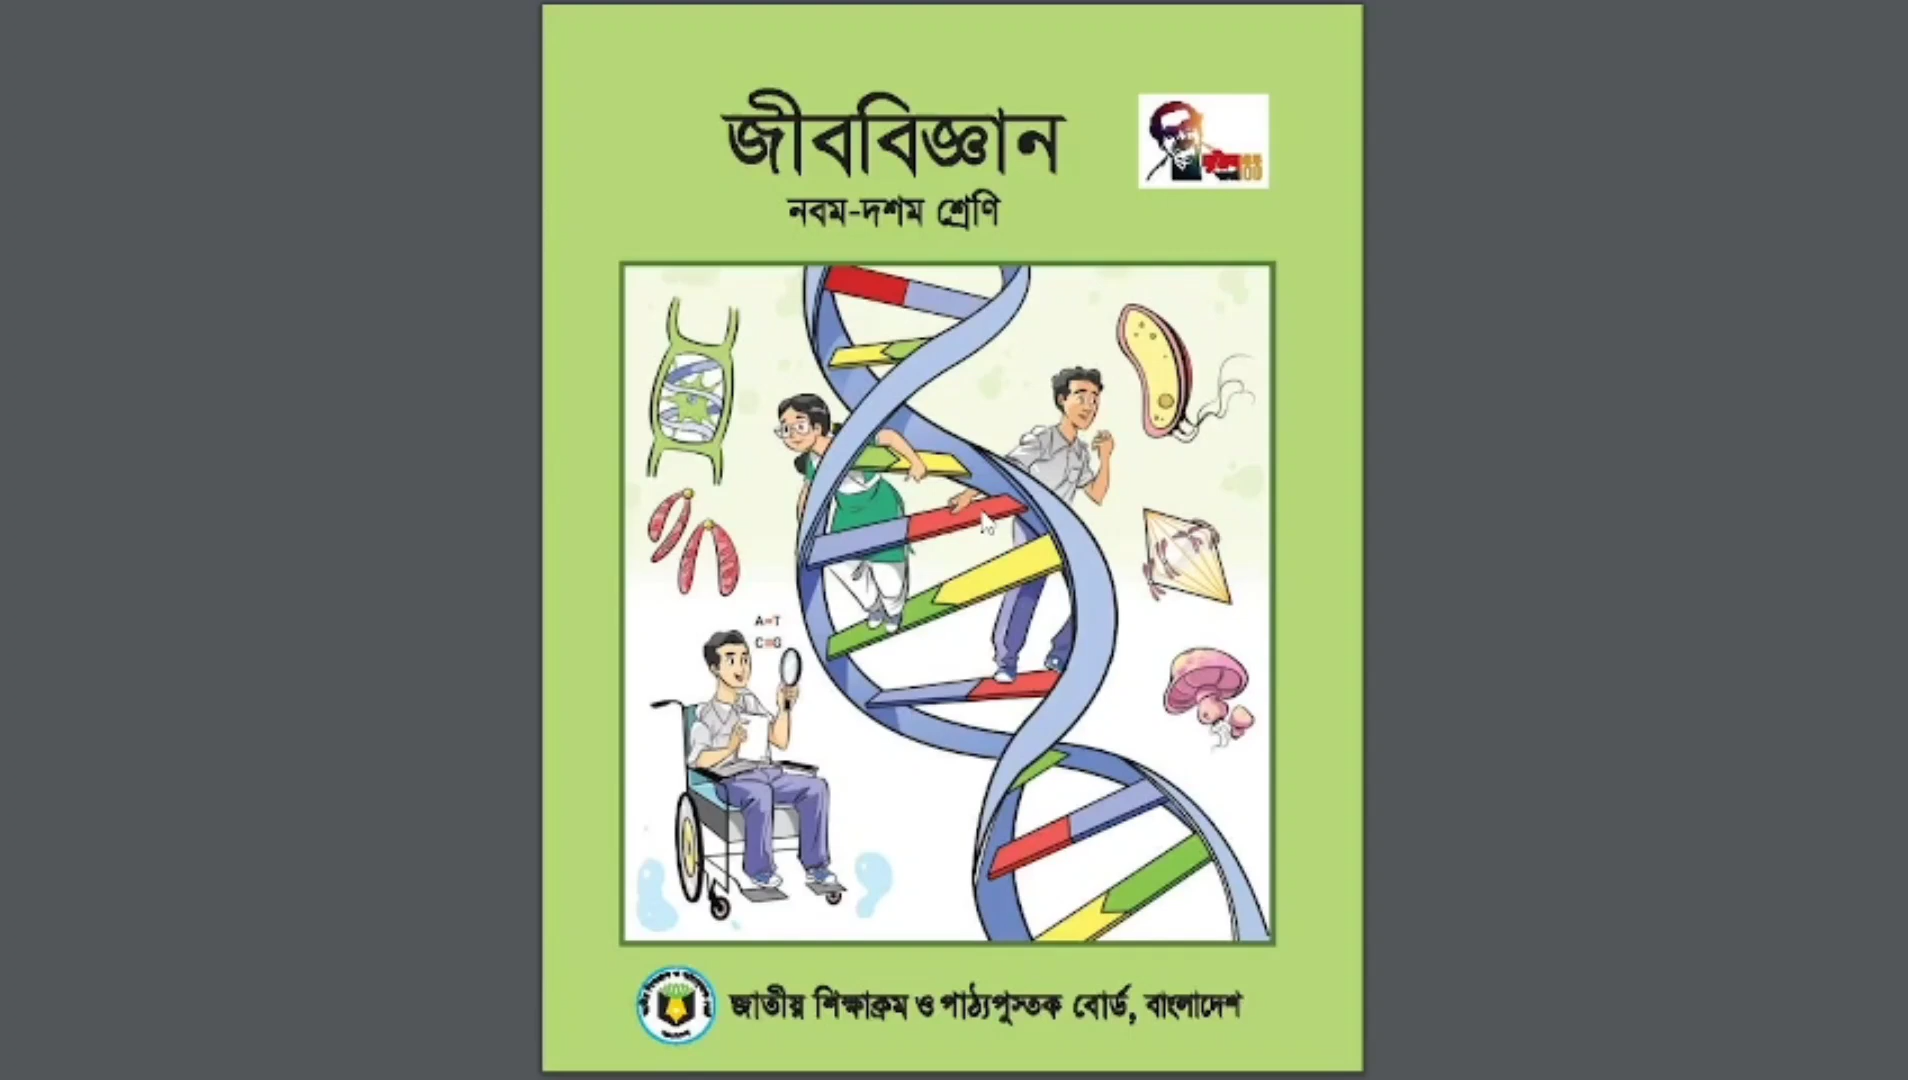 জীববিজ্ঞান
নবম-দশম শ্রেণি
A=T
C≡G
জাতীয় শিক্ষাক্রম ও পাঠ্যপুস্তক বোর্ড, বাংলাদেশ